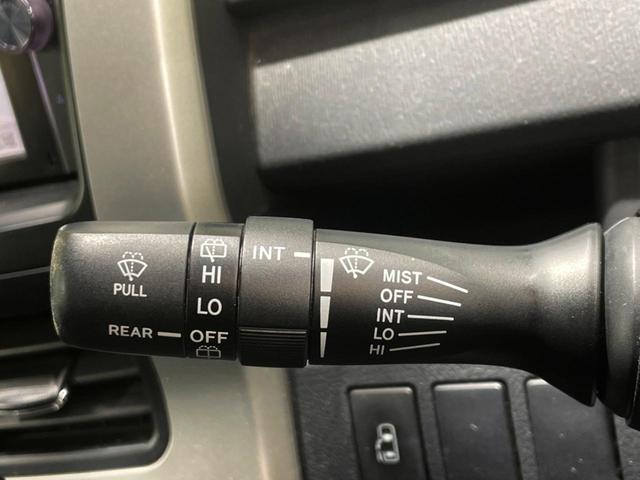 PULL
REAR
HI
LO
OFF
INT
MIST
OFF
INT
LO
HI